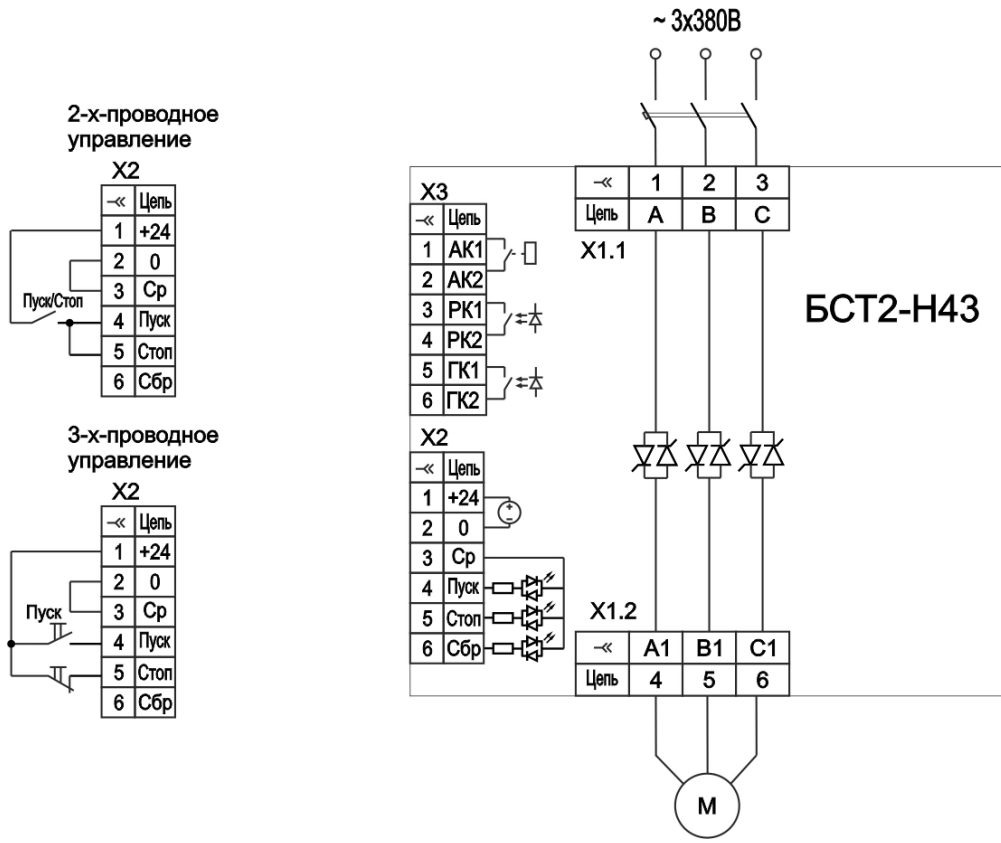 ~ 3x380В
2-х-проводное
управление
X2
Цепь
1 +24
2 0
3 Ср
4 Пуск
5 Стоп
6 Сбр
Пуск/Стоп
3-х-проводное
управление
X2
Цепь
1 +24
2 0
3 Ср
4 Пуск
5 Стоп
6 Сбр
Пуск
X3
Цепь
1 АК1
2 АК2
3 РК1
4 РК2
5 ГК1
6 ГК2
X2
Цепь
1 +24
2 0
3 Ср
4 Пуск
5 Стоп
6 Сбр
1 2 3
Цепь A B C
X1.1
БСТ2-Н43
X1.2
A1 B1 C1
Цепь 4 5 6
M